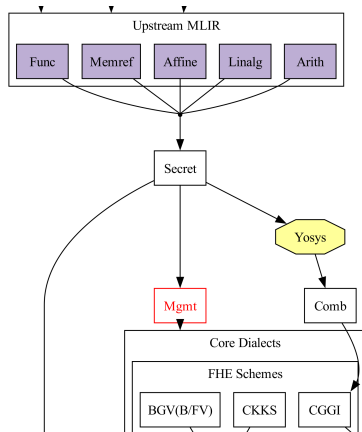 Upstream MLIR
Func Memref Affine Linalg Arith
Secret
Yosys
Mgmt Comb
Core Dialects
FHE Schemes
BGV(B/FV) CKKS CGGI